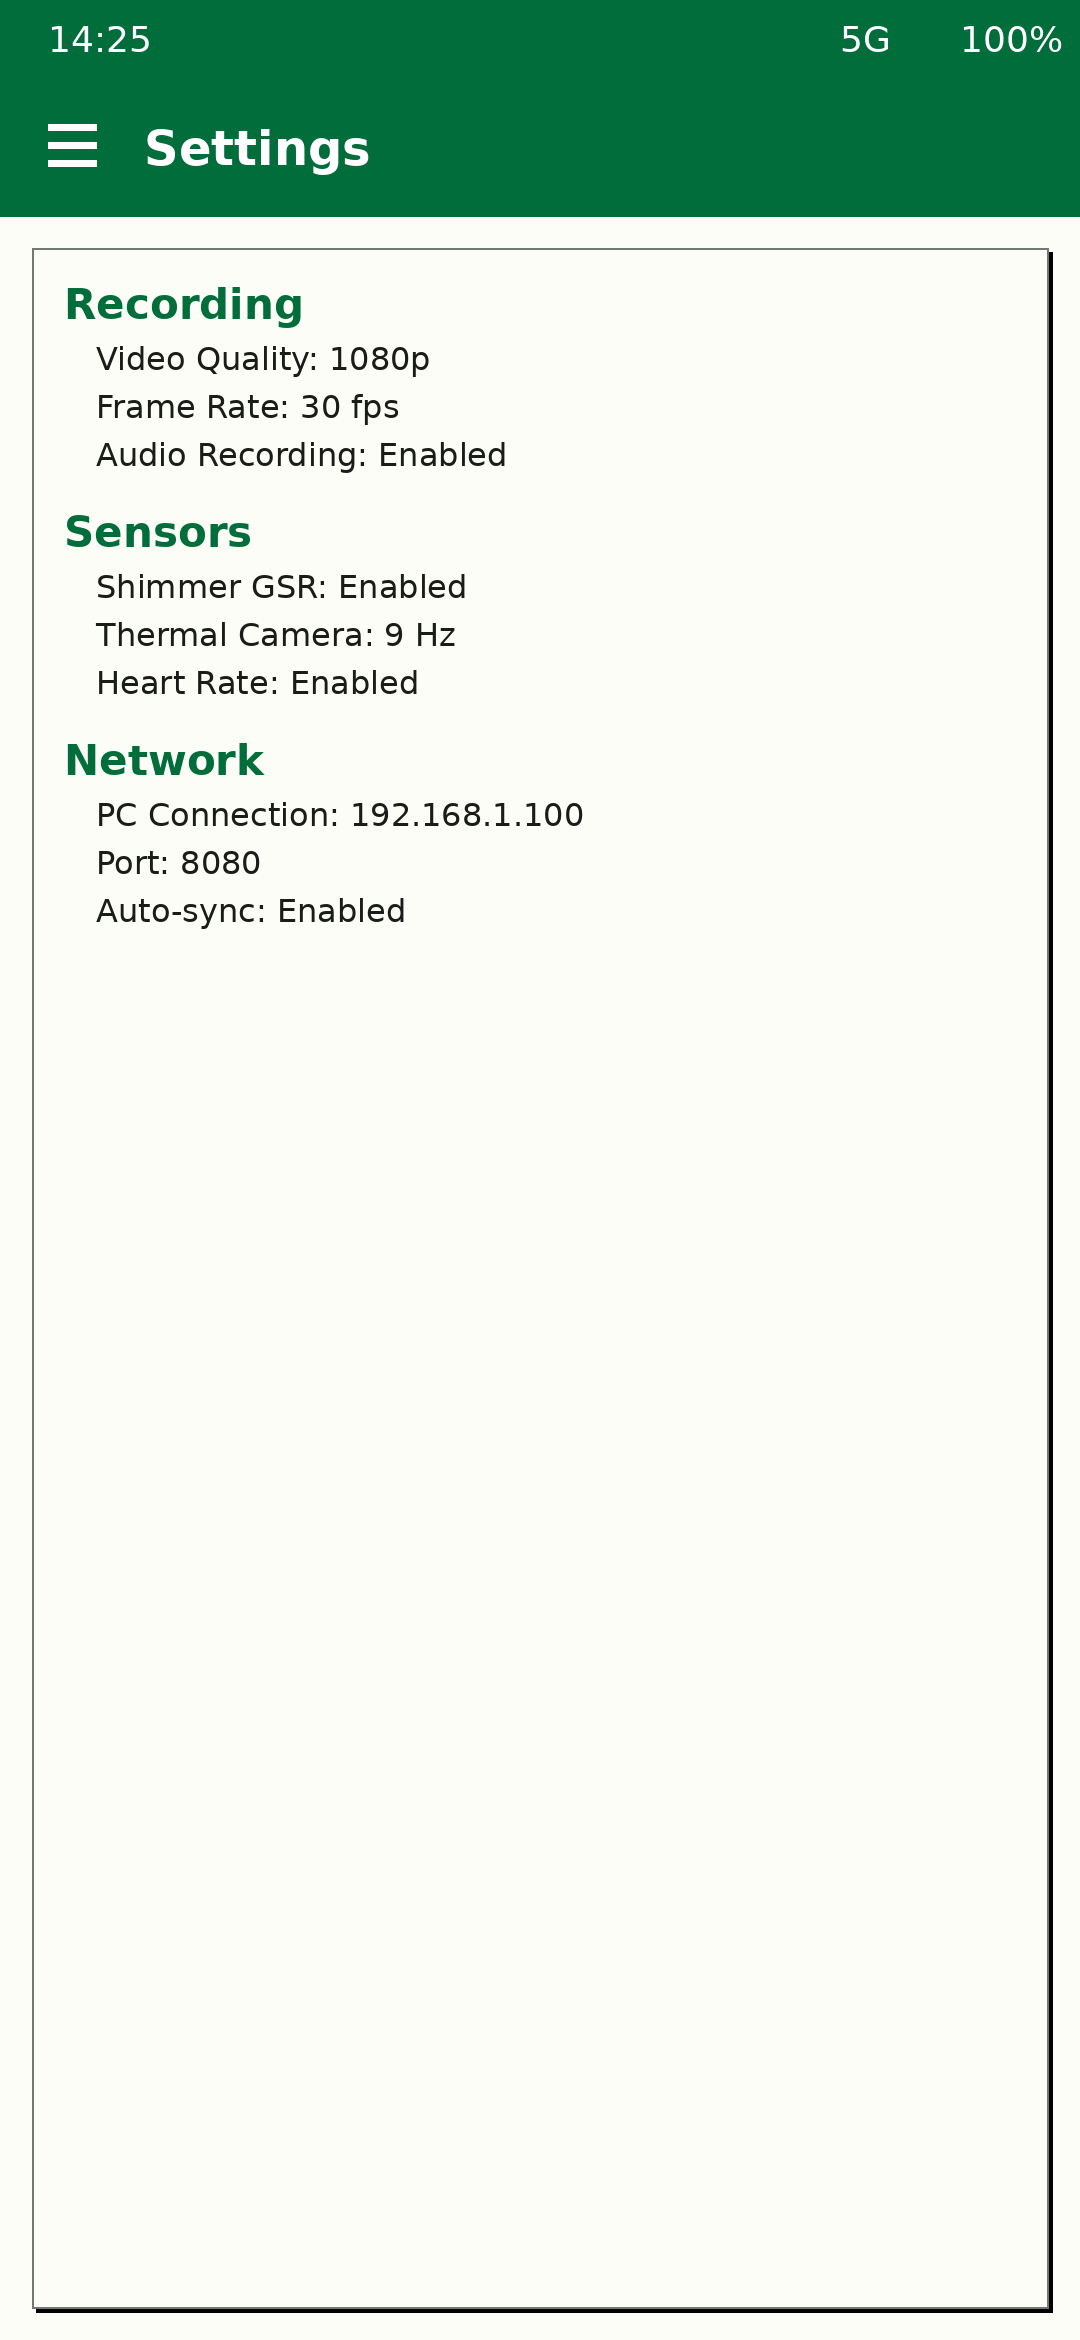 14:25 5G 100%
Settings
Recording
Video Quality: 1080p
Frame Rate: 30 fps
Audio Recording: Enabled
Sensors
Shimmer GSR: Enabled
Thermal Camera: 9 Hz
Heart Rate: Enabled
Network
PC Connection: 192.168.1.100
Port: 8080
Auto-sync: Enabled